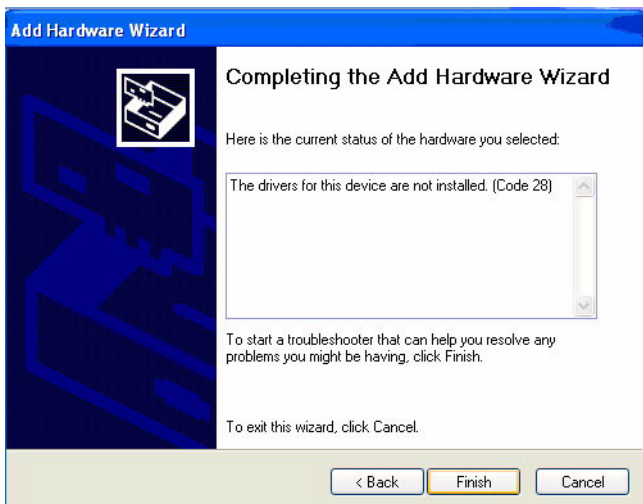 Add Hardware Wizard
Completing the Add Hardware Wizard
Here is the current status of the hardware you selected:
The drivers for this device are not installed. (Code 28)
To start a troubleshooter that can help you resolve any
problems you might be having, click Finish.
To exit this wizard, click Cancel.
< Back Finish Cancel